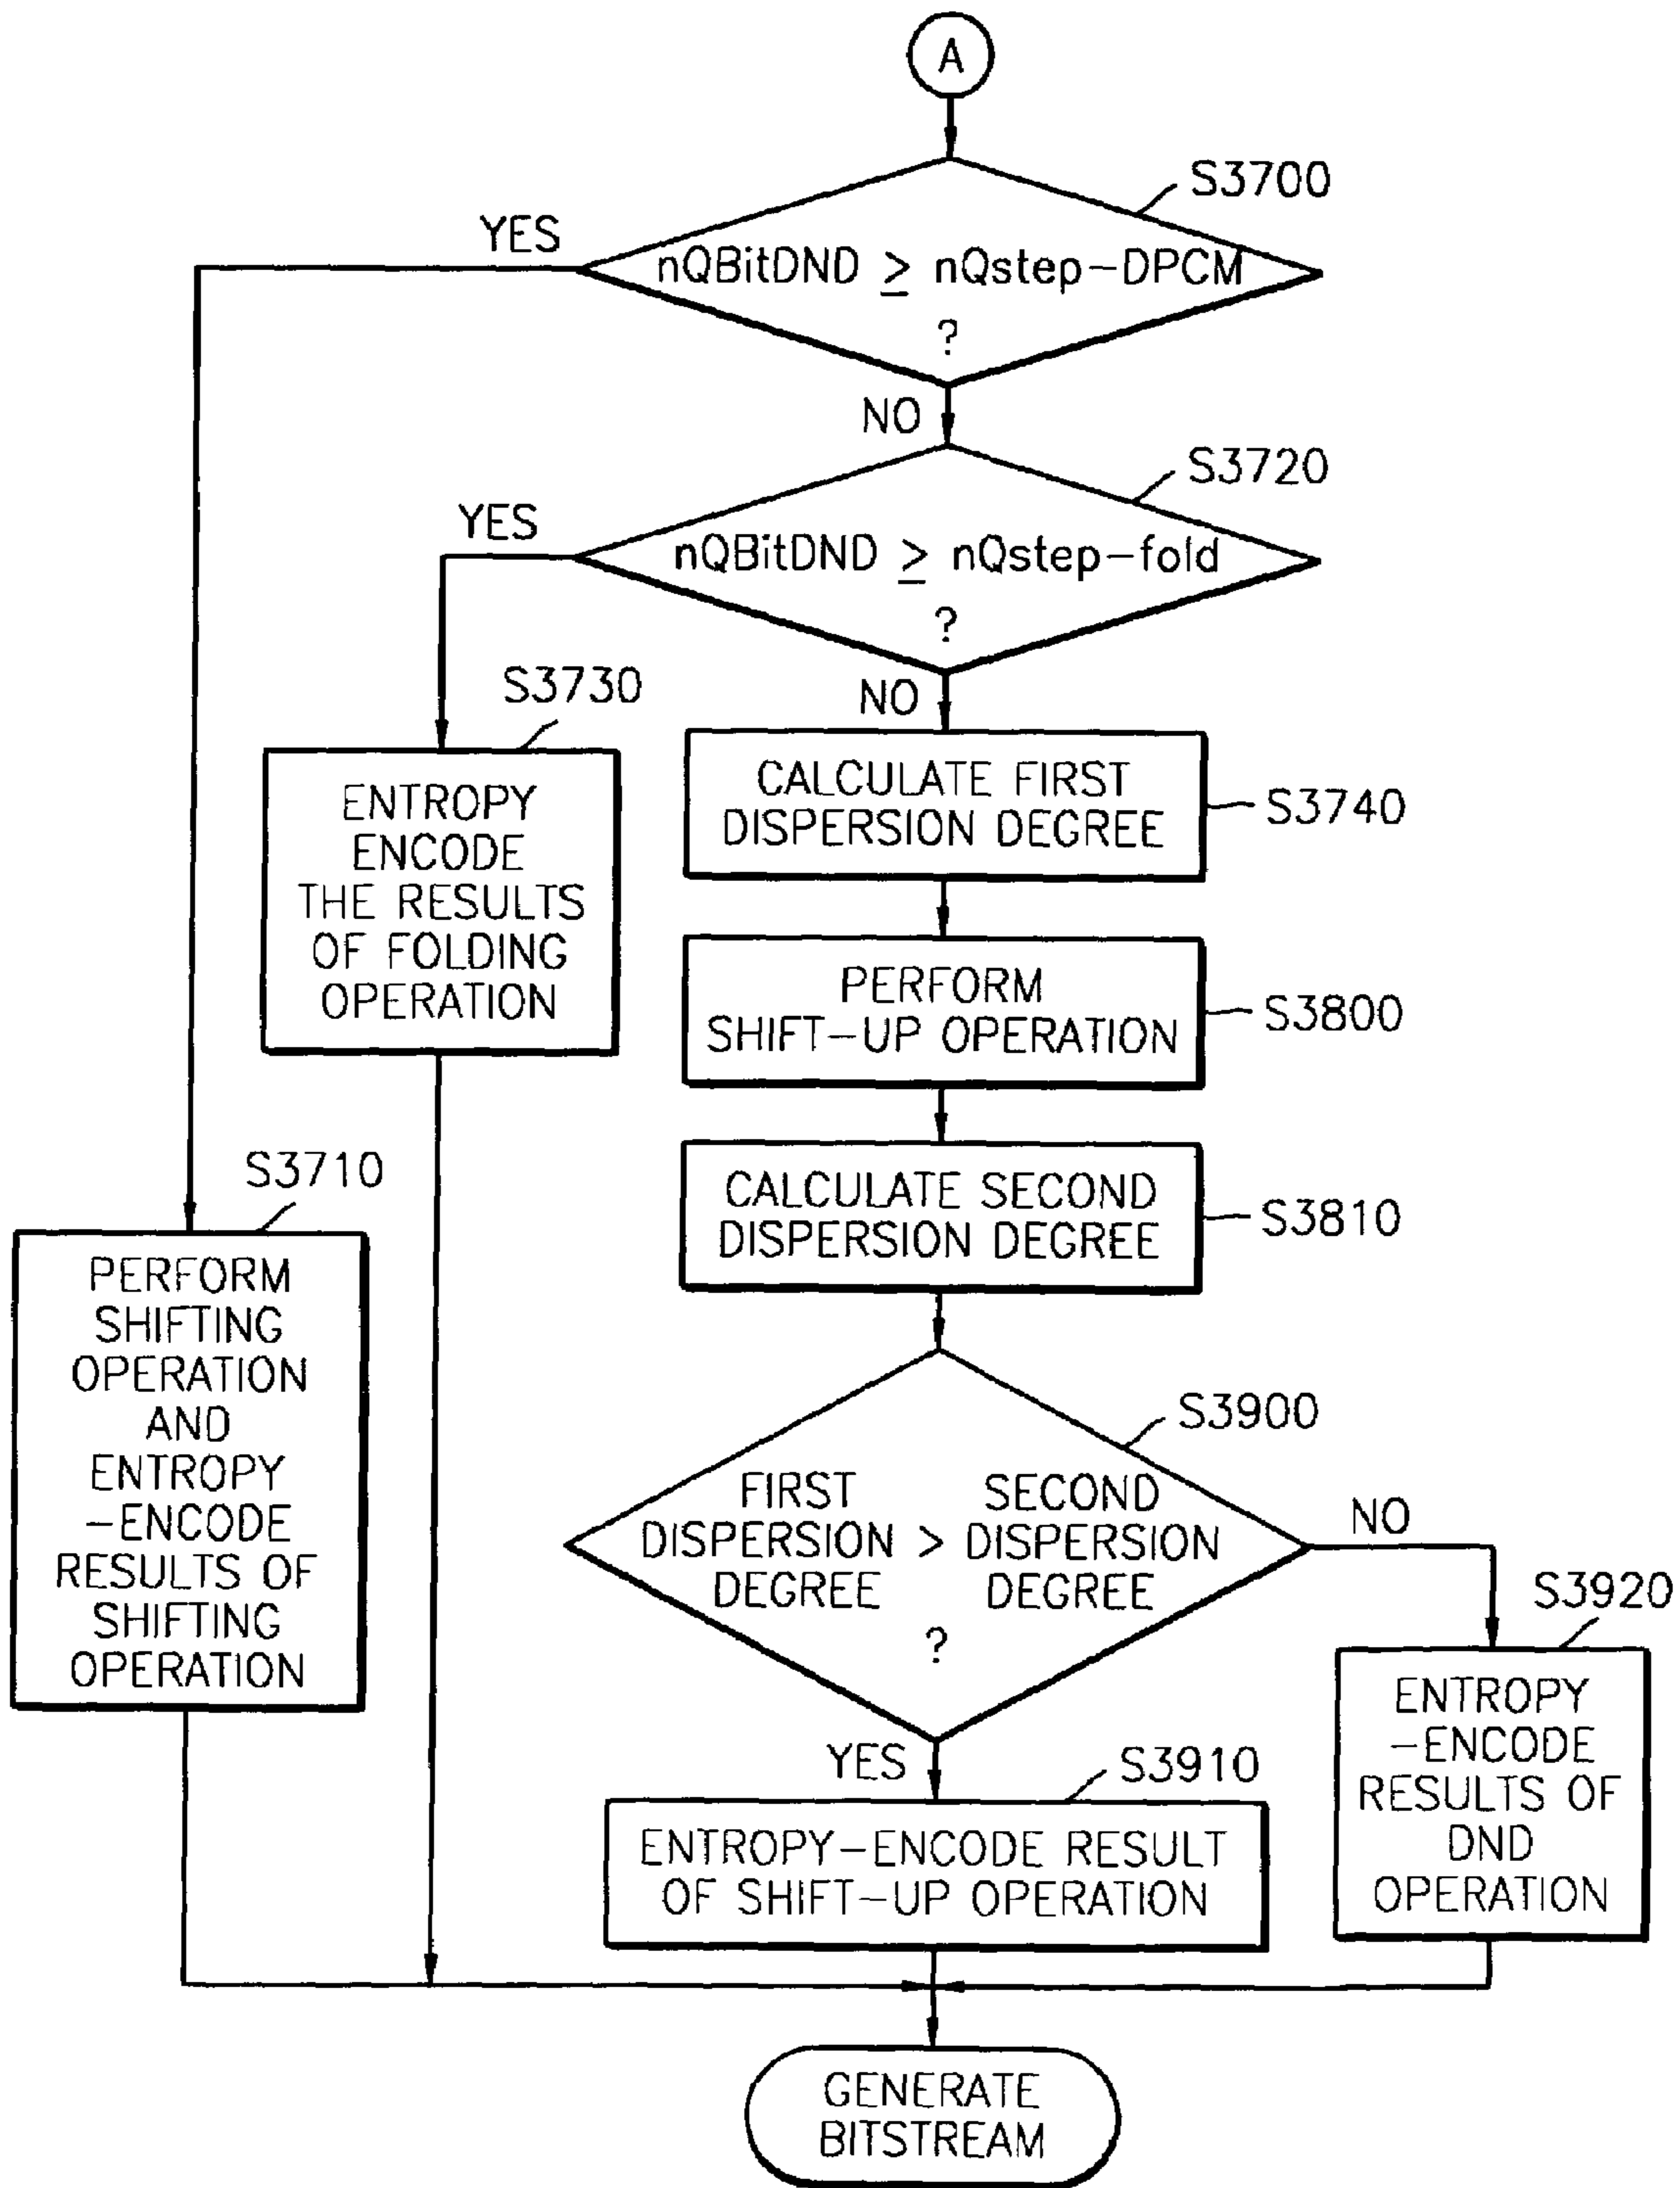 A
S3700
YES
nQBitDND ≥ nQstep-DPCM
?
NO
S3720
YES
nQBitDND ≥ nQstep-fold
?
NO
S3730
ENTROPY
ENCODE
THE RESULTS
OF FOLDING
OPERATION
CALCULATE FIRST
DISPERSION DEGREE
S3740
PERFORM
SHIFT-UP OPERATION
S3800
CALCULATE SECOND
DISPERSION DEGREE
S3810
S3710
PERFORM
SHIFTING
OPERATION
AND
ENTROPY
-ENCODE
RESULTS OF
SHIFTING
OPERATION
S3900
FIRST SECOND
DISPERSION > DISPERSION
DEGREE DEGREE
?
NO
S3920
ENTROPY
-ENCODE
RESULTS OF
DND
OPERATION
YES
S3910
ENTROPY-ENCODE RESULT
OF SHIFT-UP OPERATION
GENERATE
BITSTREAM